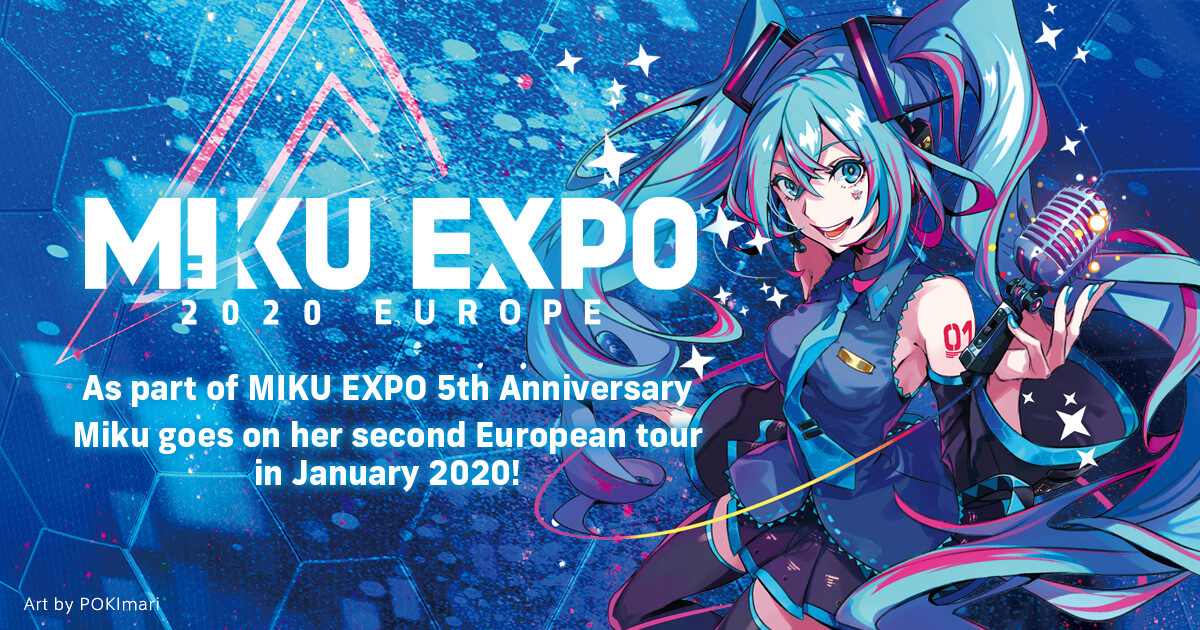 MIKU EXPO
2020 EUROPE
As part of MIKU EXPO 5th Anniversary
Miku goes on her second European tour
in January 2020!
01
Art by POKImari